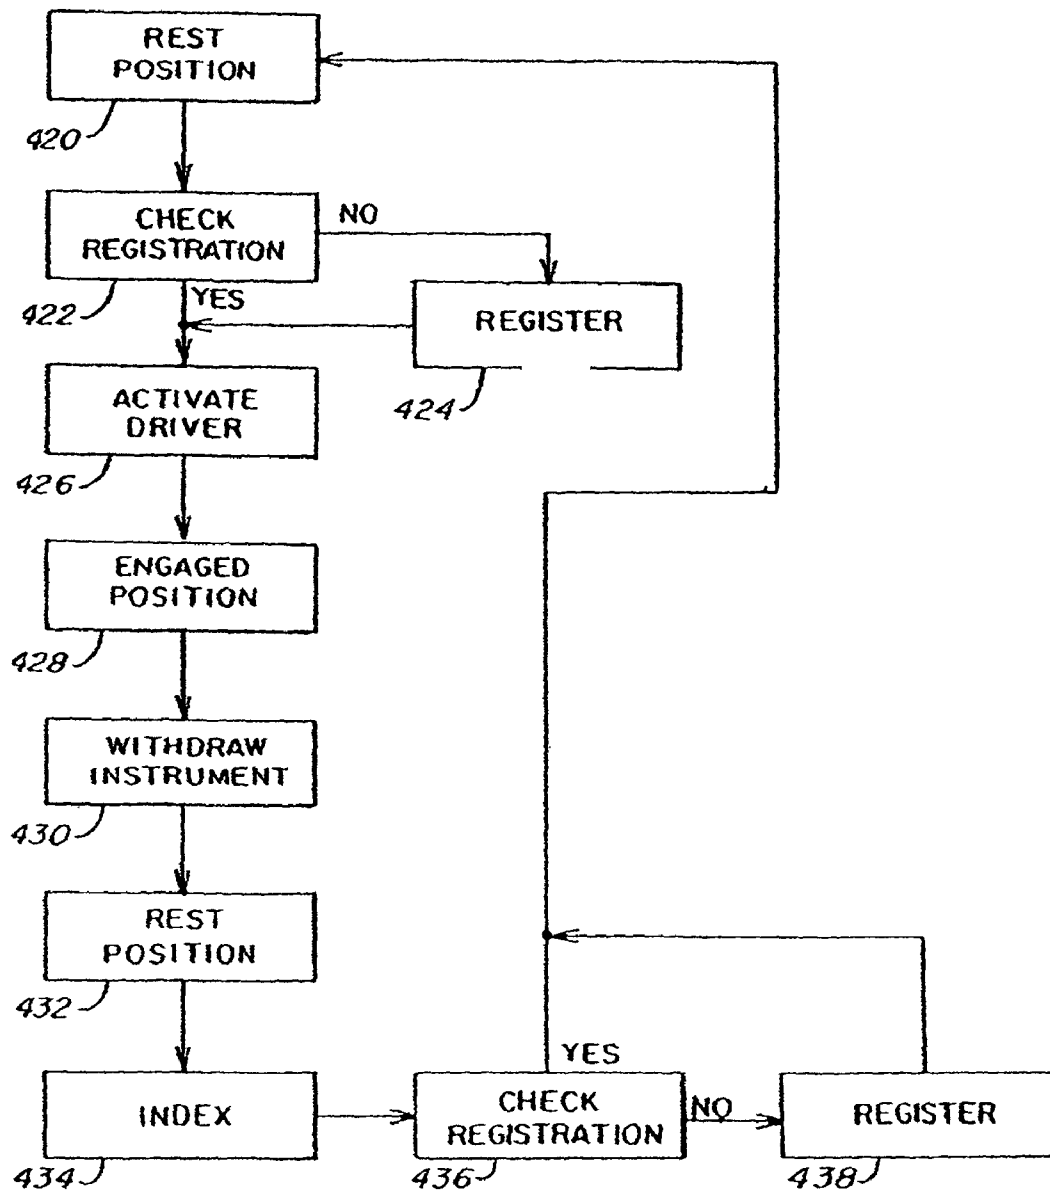 REST
POSITION
420
CHECK
REGISTRATION
NO
422
YES
REGISTER
424
ACTIVATE
DRIVER
426
ENGAGED
POSITION
428
WITHDRAW
INSTRUMENT
430
REST
POSITION
432
INDEX
434
YES
CHECK
REGISTRATION
436
NO
REGISTER
438